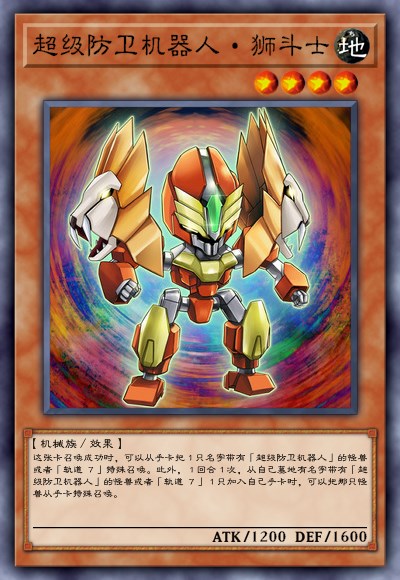 超级防卫机器人·狮斗士
地
【机械族／效果】
这张卡召唤成功时，可以从手卡把1只名字带有「超级防卫机器人」的怪兽
或者「轨道 7」特殊召唤。此外，1回合1次，从自己墓地有名字带有「超
级防卫机器人」的怪兽或者「轨道 7」1只加入自己手卡时，可以把那只怪
兽从手卡特殊召唤。
ATK/1200 DEF/1600